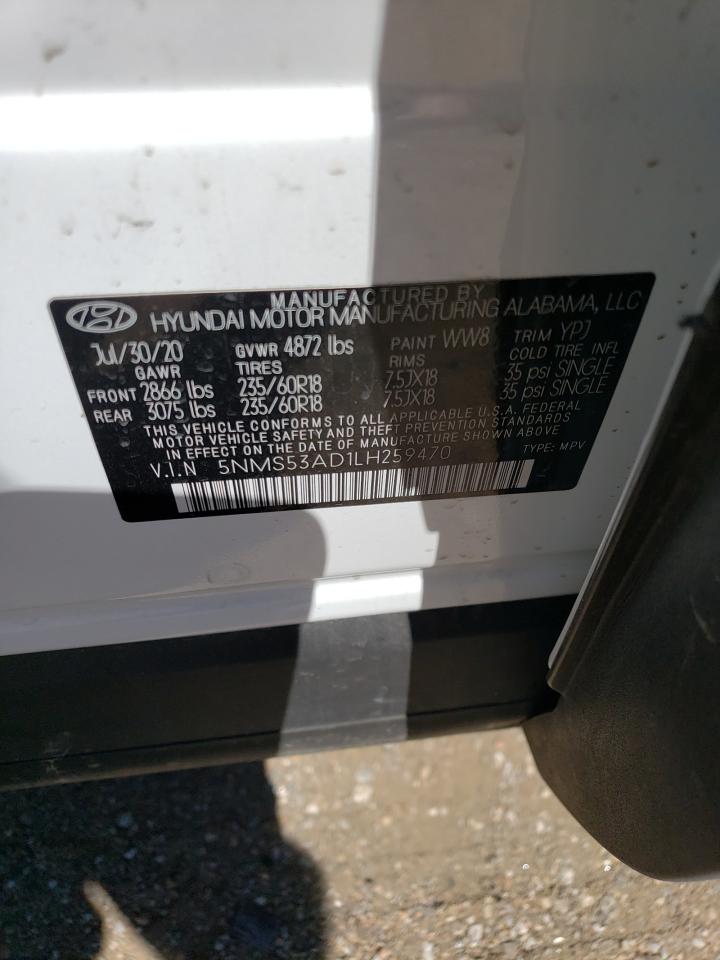 MANUFACTURED BY
HYUNDAI MOTOR MANUFACTURING ALABAMA, LLC
Jul/30/20 GVWR 4872 lbs PAINT WW8 TRIM YPJ
GAWR TIRES RIMS COLD TIRE INFL
FRONT 2866 lbs 235/60R18 7.5JX18 35 psi SINGLE
REAR 3075 lbs 235/60R18 7.5JX18 35 psi SINGLE
THIS VEHICLE CONFORMS TO ALL APPLICABLE U.S.A. FEDERAL
MOTOR VEHICLE SAFETY AND THEFT PREVENTION STANDARDS
IN EFFECT ON THE DATE OF MANUFACTURE SHOWN ABOVE
V.I.N 5NMS53AD1LH259470 TYPE: MPV